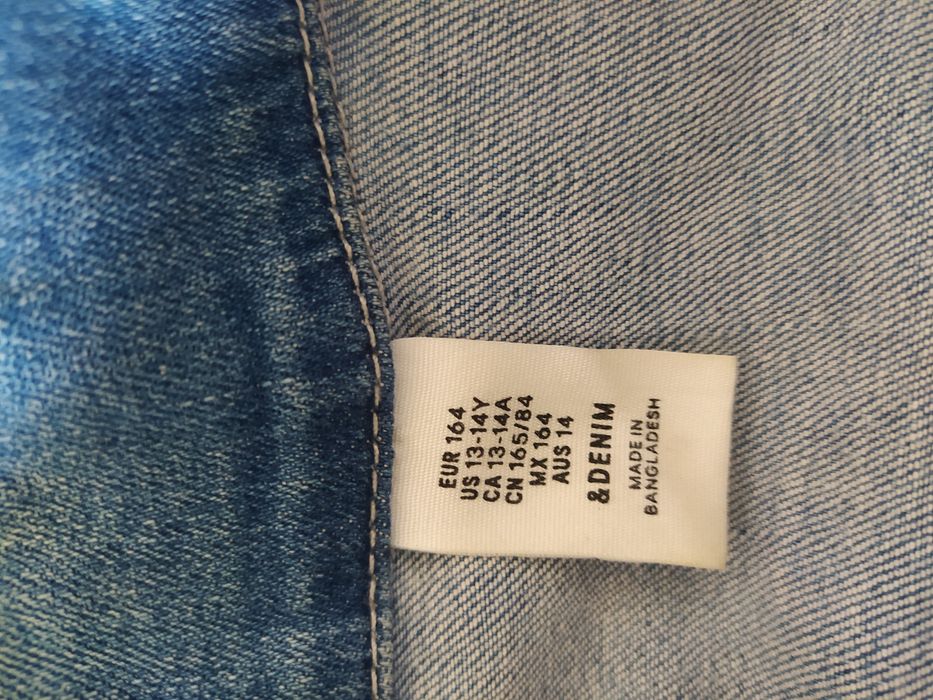 EUR 164
US 13-14Y
CA 13-14A
CN 165/84
MX 164
AUS 14
&DENIM
MADE IN
BANGLADESH